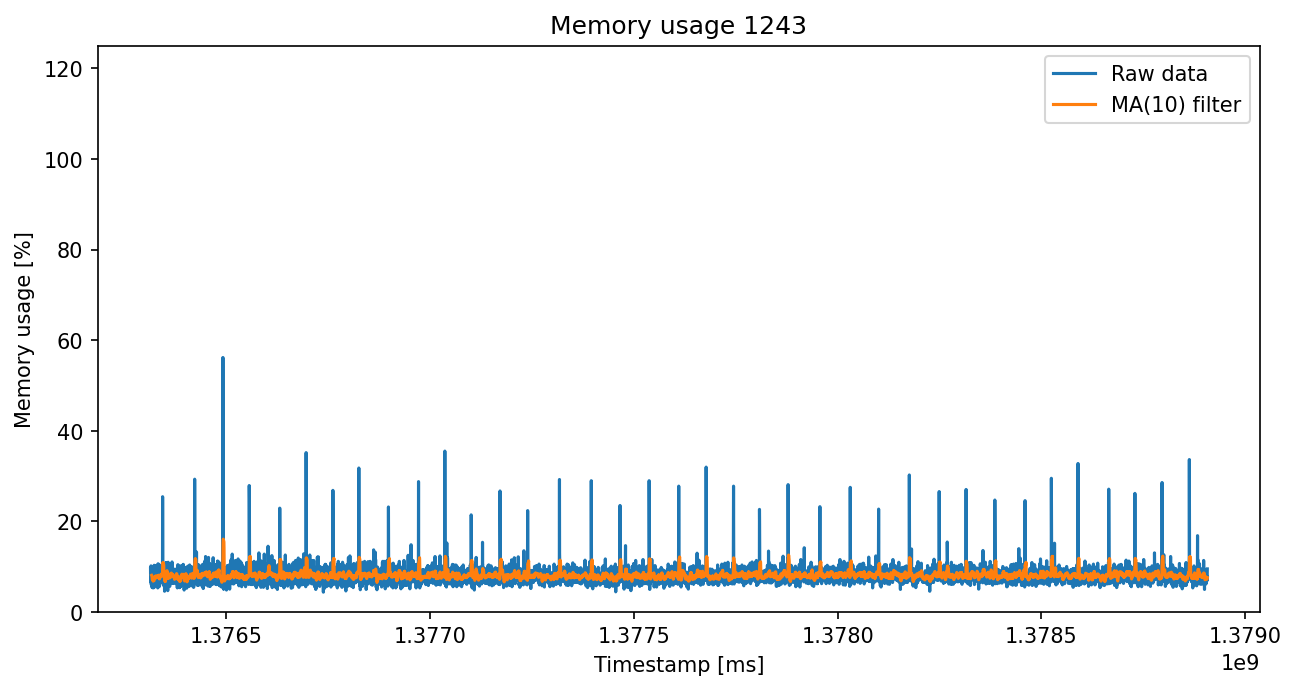 Memory usage 1243
Raw data
MA(10) filter
Memory usage [%]
120
100
80
60
40
20
0
1.3765 1.3770 1.3775 1.3780 1.3785 1.3790
1e9
Timestamp [ms]